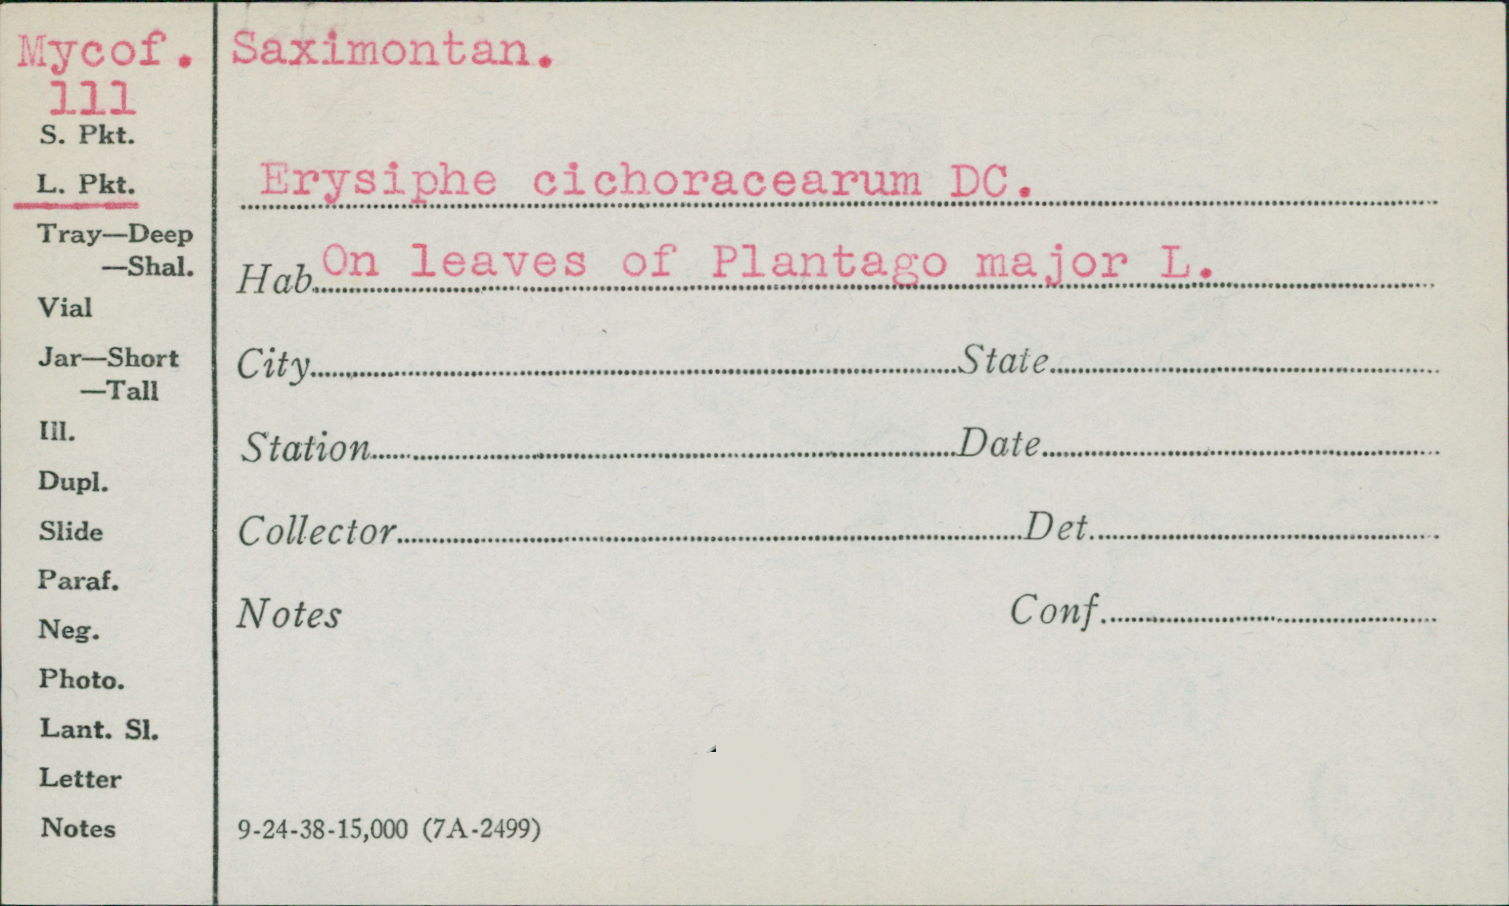 Mycof. Saximontan.
111
S. Pkt.
L. Pkt.
Erysiphe cichoracearum DC.
Tray—Deep
—Shal.
Hab. On leaves of Plantago major L.
Vial
Jar—Short
—Tall
City State
Ill.
Station Date
Dupl.
Slide
Collector Det.
Paraf.
Neg.
Notes Conf.
Photo.
Lant. Sl.
Letter
Notes
9-24-38-15,000 (7A-2499)